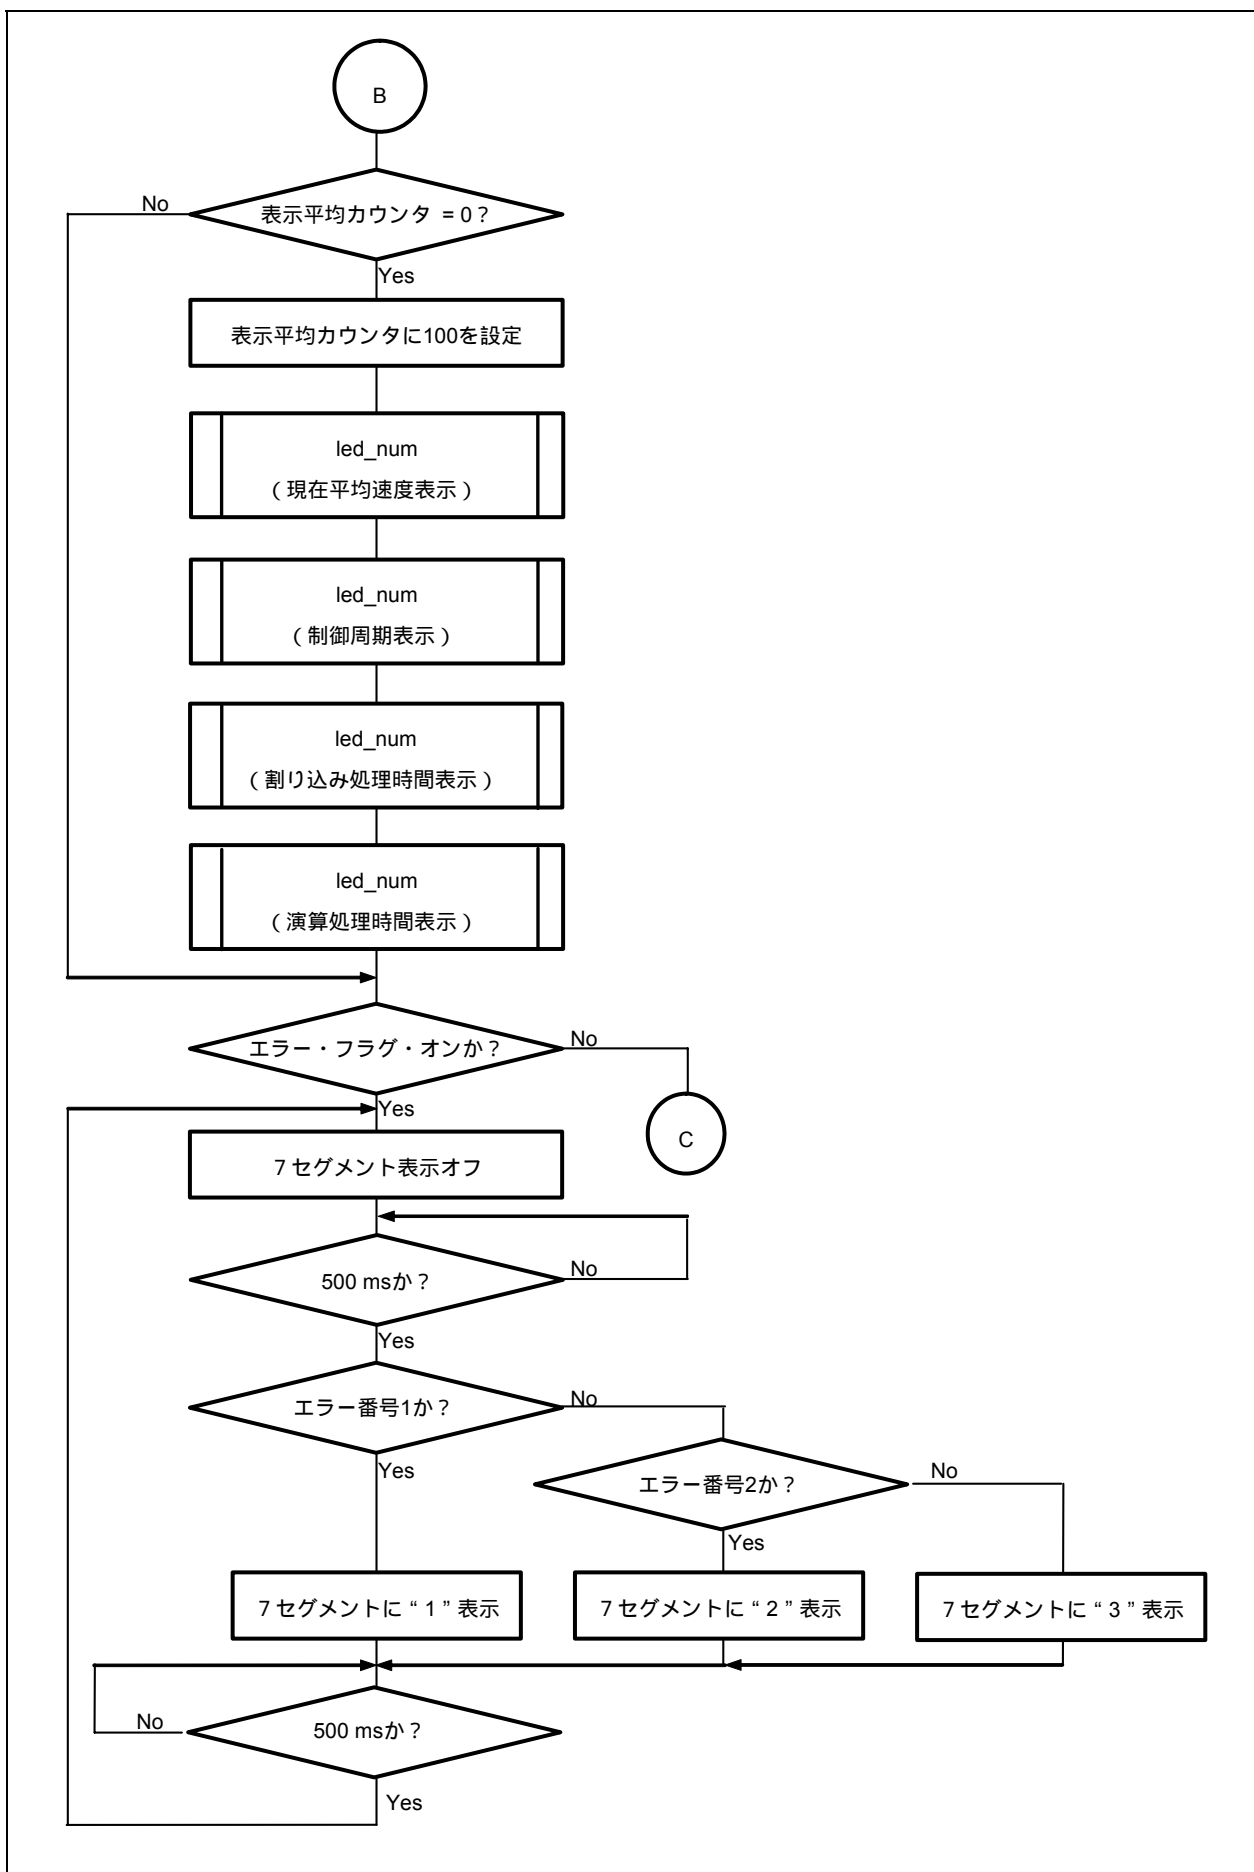 B
No
表示平均カウンタ = 0?
Yes
表示平均カウンタに100を設定
led_num
(現在平均速度表示)
led_num
(制御周期表示)
led_num
(割り込み処理時間表示)
led_num
(演算処理時間表示)
エラー・フラグ・オンか?
No
Yes
C
7セグメント表示オフ
500 msか?
No
Yes
エラー番号1か?
No
Yes
エラー番号2か?
No
Yes
7セグメントに“1”表示
7セグメントに“2”表示
7セグメントに“3”表示
No
500 msか?
Yes